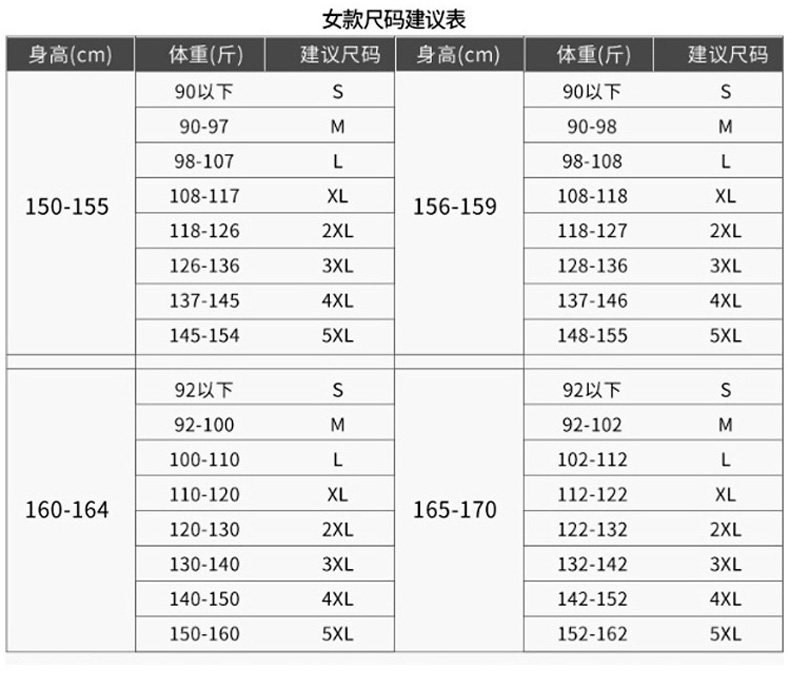 女款尺码建议表
身高(cm) 体重(斤) 建议尺码 身高(cm) 体重(斤) 建议尺码
90以下 S 90以下 S
90-97 M 90-98 M
98-107 L 98-108 L
108-117 XL 108-118 XL
150-155 156-159
118-126 2XL 118-127 2XL
126-136 3XL 128-136 3XL
137-145 4XL 137-146 4XL
145-154 5XL 148-155 5XL
92以下 S 92以下 S
92-100 M 92-102 M
100-110 L 102-112 L
110-120 XL 112-122 XL
160-164 165-170
120-130 2XL 122-132 2XL
130-140 3XL 132-142 3XL
140-150 4XL 142-152 4XL
150-160 5XL 152-162 5XL